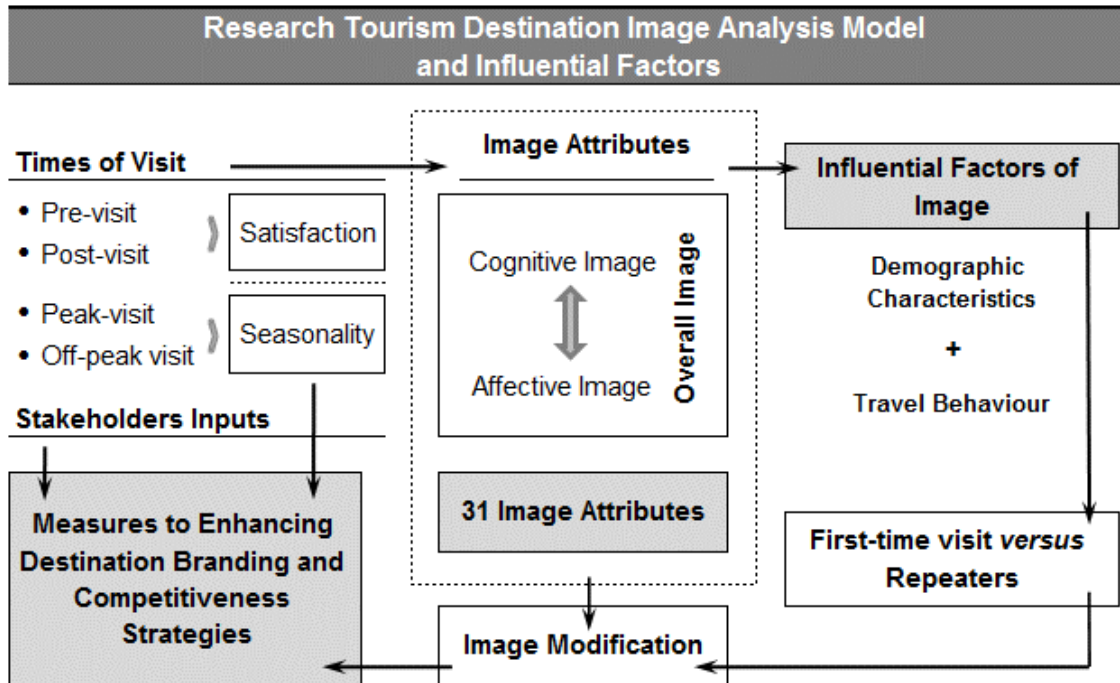 Research Tourism Destination Image Analysis Model
and Influential Factors
Times of Visit
• Pre-visit
• Post-visit
Satisfaction
• Peak-visit
• Off-peak visit
Seasonality
Stakeholders Inputs
Measures to Enhancing
Destination Branding and
Competitiveness
Strategies
Image Attributes
Cognitive Image
Affective Image
Overall Image
31 Image Attributes
Image Modification
Influential Factors of
Image
Demographic
Characteristics
+
Travel Behaviour
First-time visit versus
Repeaters